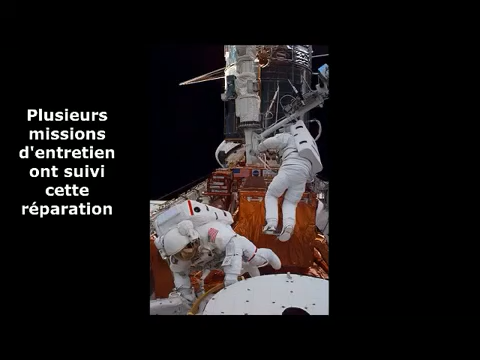 Plusieurs
missions
d'entretien
ont suivi
cette
réparation